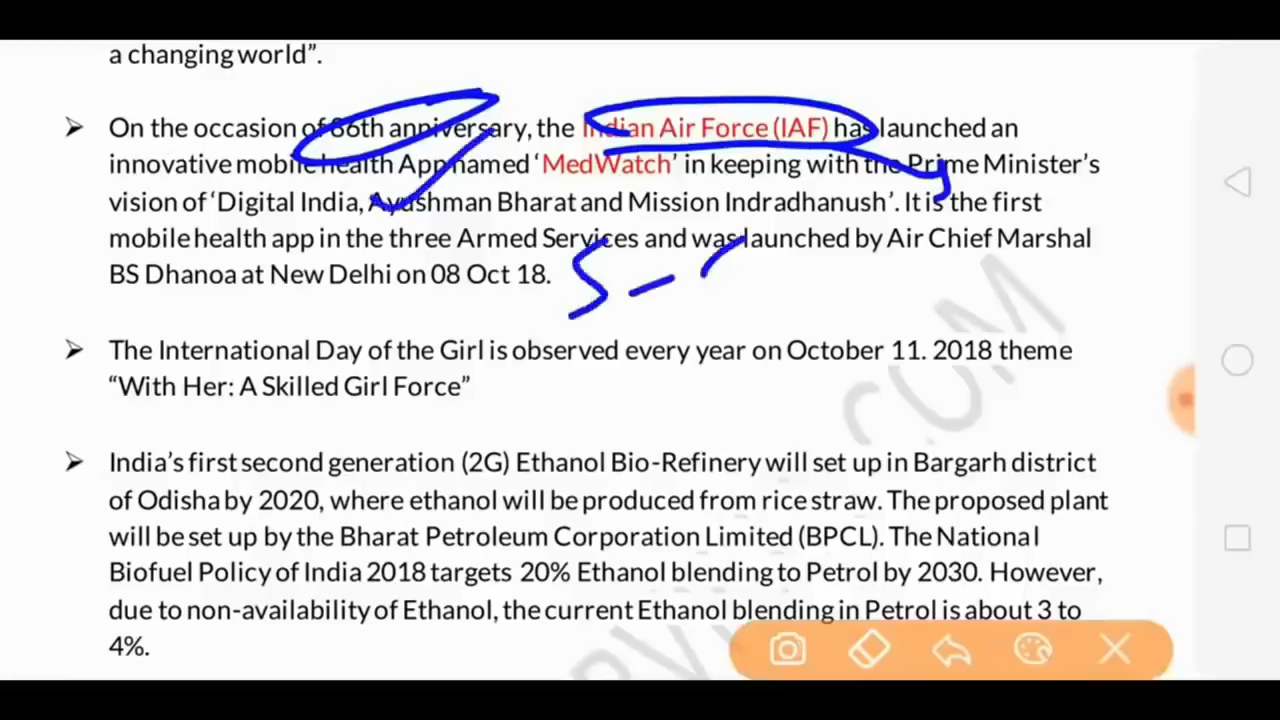 a changing world”.
➤ On the occasion of 86th anniversary, the Indian Air Force (IAF) has launched an
innovative mobile health App named ‘MedWatch’ in keeping with the Prime Minister’s
vision of ‘Digital India, Ayushman Bharat and Mission Indradhanush’. It is the first
mobile health app in the three Armed Services and was launched by Air Chief Marshal
BS Dhanoa at New Delhi on 08 Oct 18.
➤ The International Day of the Girl is observed every year on October 11. 2018 theme
“With Her: A Skilled Girl Force”
➤ India’s first second generation (2G) Ethanol Bio-Refinery will set up in Bargarh district
of Odisha by 2020, where ethanol will be produced from rice straw. The proposed plant
will be set up by the Bharat Petroleum Corporation Limited (BPCL). The National
Biofuel Policy of India 2018 targets 20% Ethanol blending to Petrol by 2030. However,
due to non-availability of Ethanol, the current Ethanol blending in Petrol is about 3 to
4%.